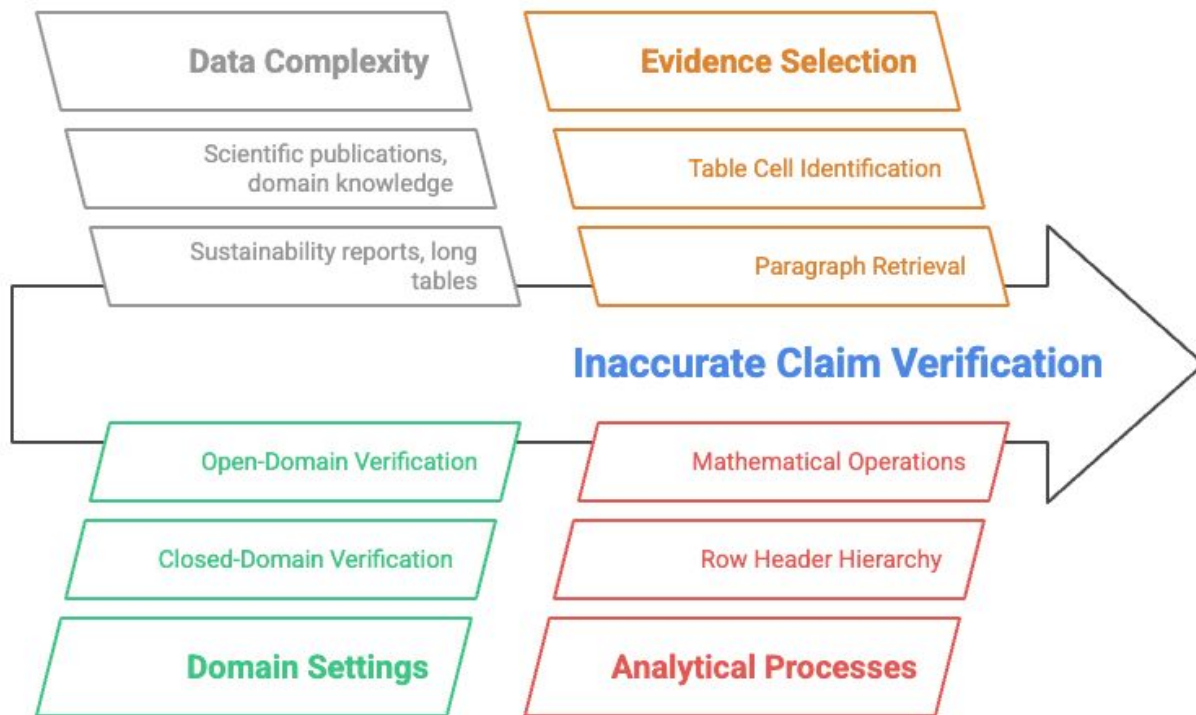 Data Complexity
Scientific publications,
domain knowledge
Sustainability reports, long
tables
Evidence Selection
Table Cell Identification
Paragraph Retrieval
Inaccurate Claim Verification
Open-Domain Verification
Closed-Domain Verification
Domain Settings
Mathematical Operations
Row Header Hierarchy
Analytical Processes